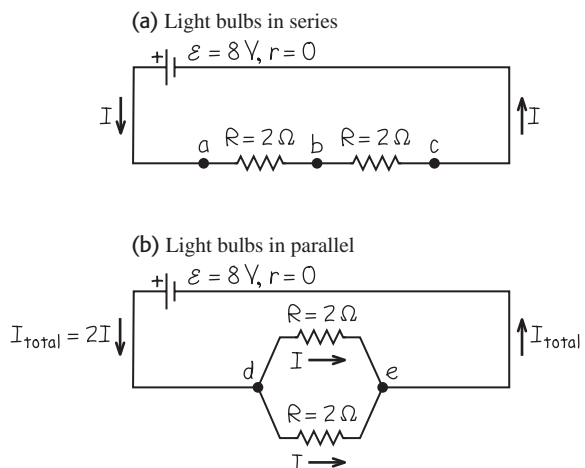 (a) Light bulbs in series
+ ℰ = 8 V, r = 0
I I
a R = 2 Ω b R = 2 Ω c
(b) Light bulbs in parallel
+ ℰ = 8 V, r = 0
R = 2 Ω
I_total = 2I I_total
d I e
R = 2 Ω
I